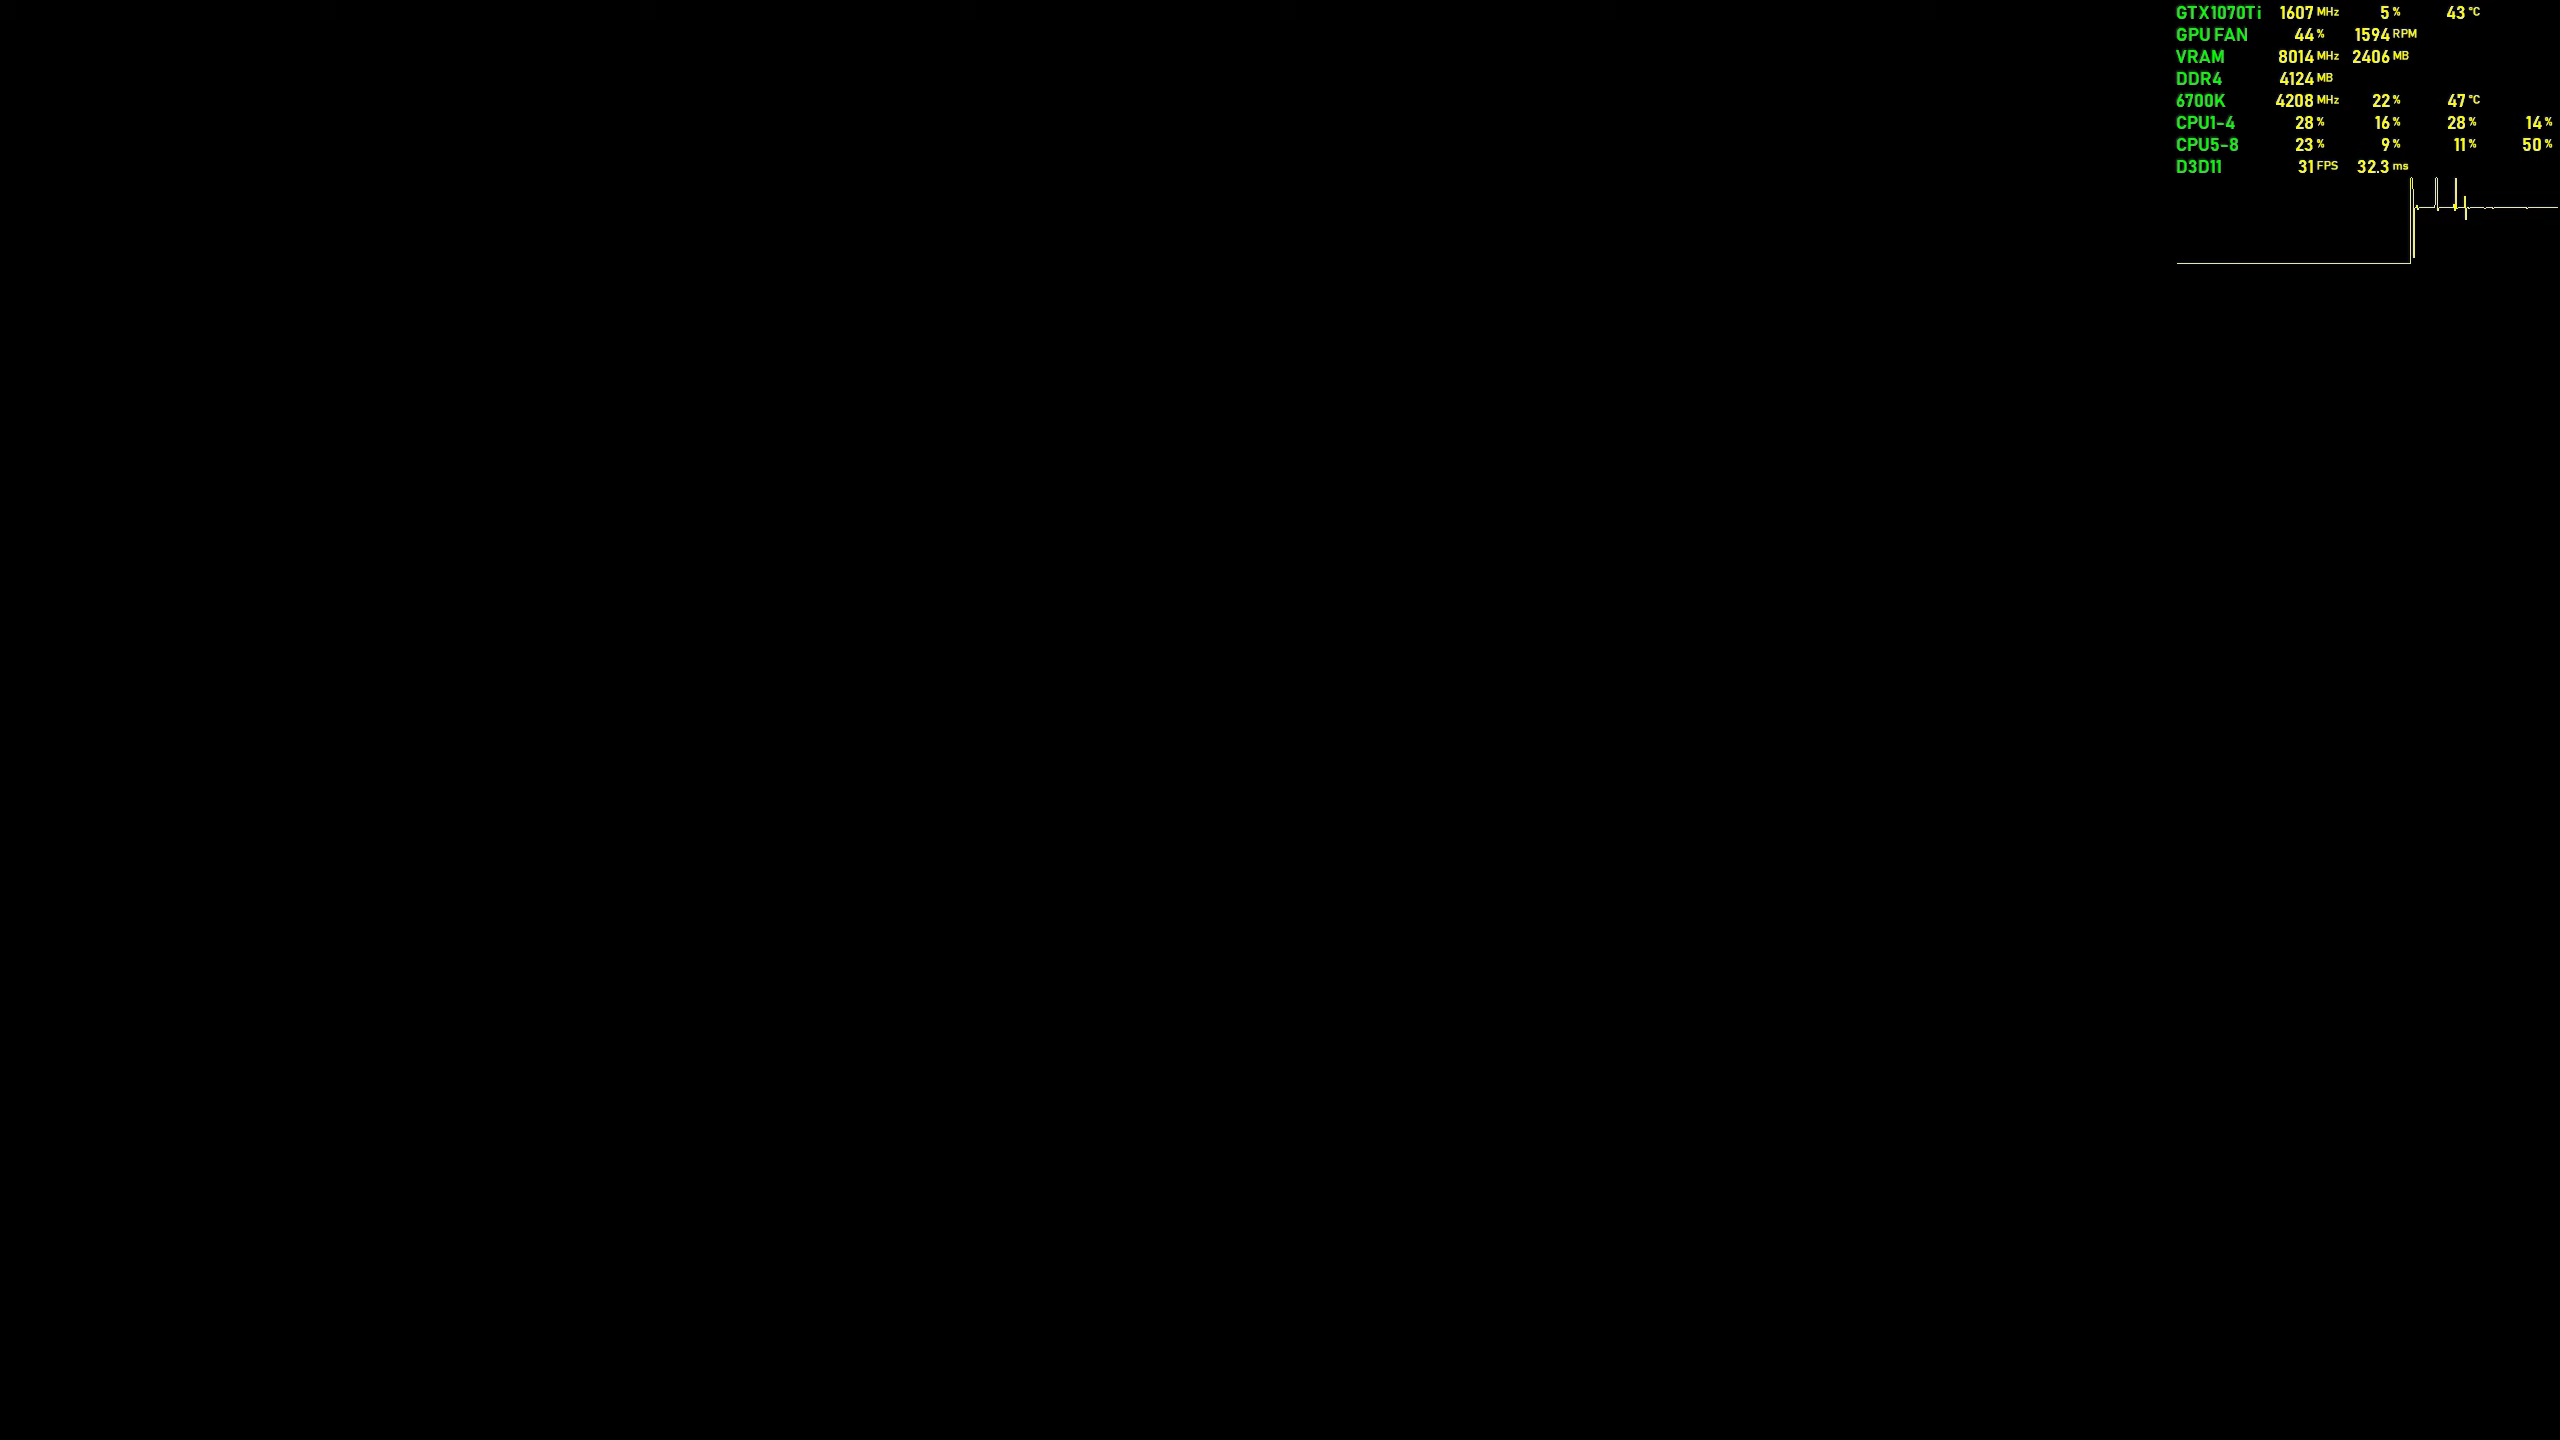 GTX1070Ti 1607 MHz 5 % 43 °C
GPU FAN 44 % 1594 RPM
VRAM 8014 MHz 2406 MB
DDR4 4124 MB
6700K 4208 MHz 22 % 47 °C
CPU1-4 28 % 16 % 28 % 14 %
CPU5-8 23 % 9 % 11 % 50 %
D3D11 31 FPS 32.3 ms